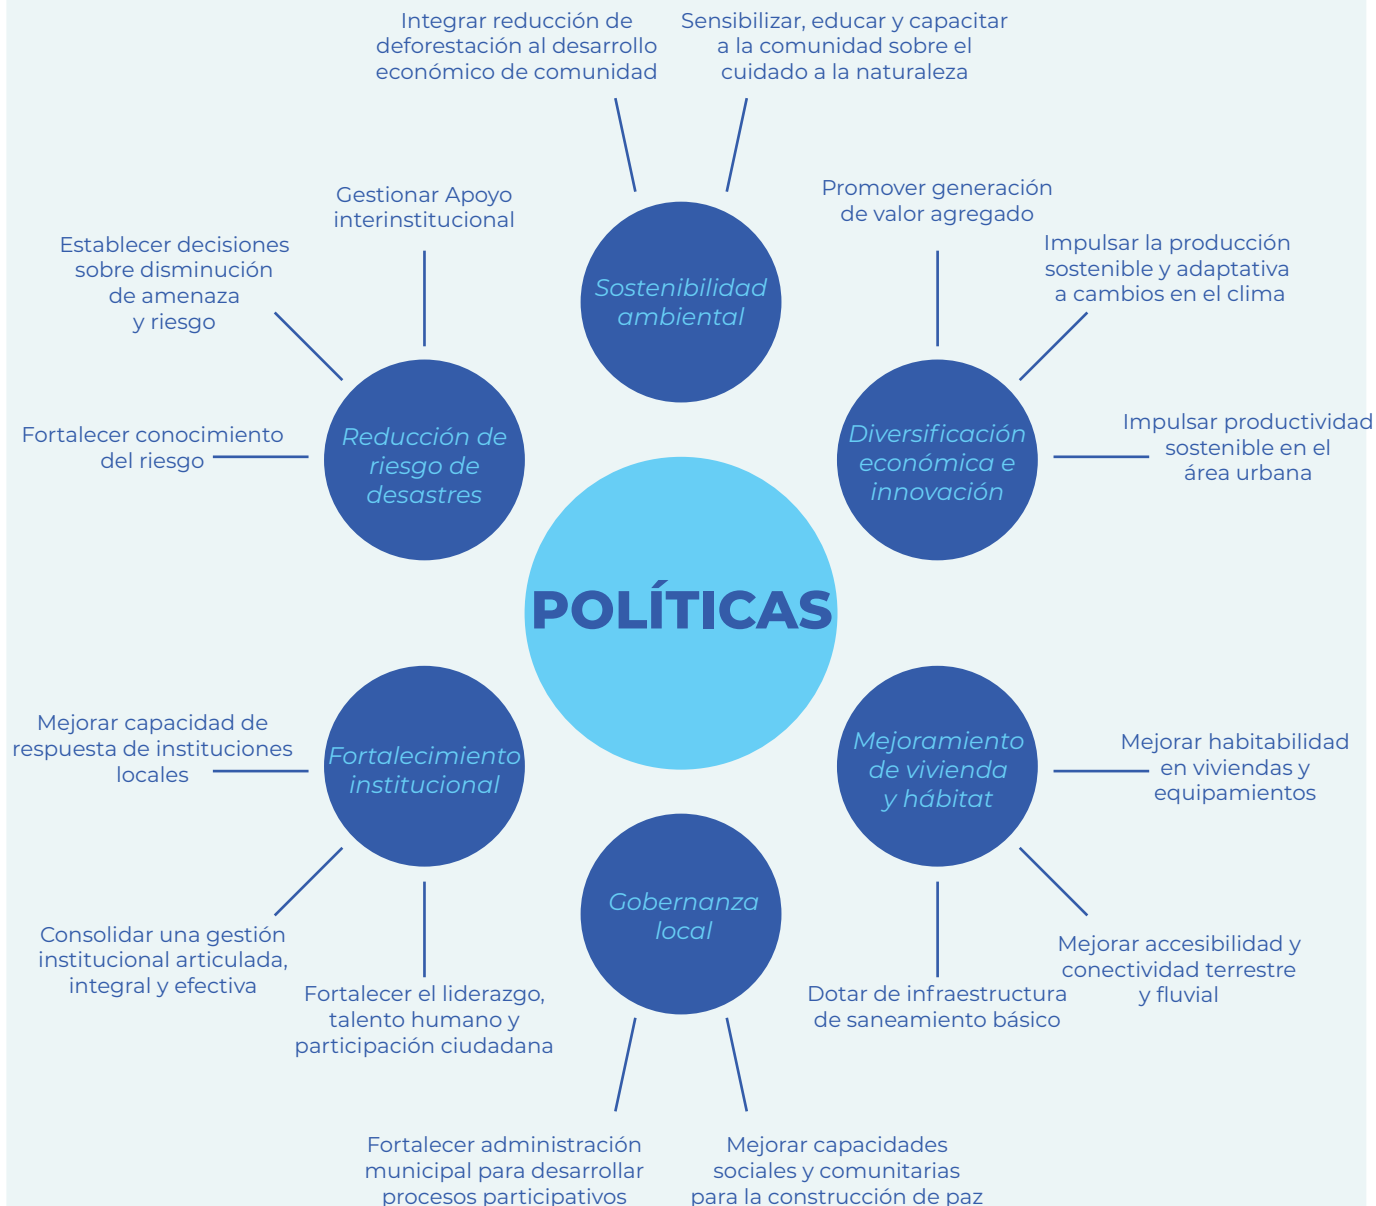 Integrar reducción de
deforestación al desarrollo
económico de comunidad
Sensibilizar, educar y capacitar
a la comunidad sobre el
cuidado a la naturaleza
Gestionar Apoyo
interinstitucional
Promover generación
de valor agregado
Establecer decisiones
sobre disminución
de amenaza
y riesgo
Impulsar la producción
sostenible y adaptativa
a cambios en el clima
Sostenibilidad
ambiental
Fortalecer conocimiento
del riesgo
Reducción de
riesgo de
desastres
Diversificación
económica e
innovación
Impulsar productividad
sostenible en el
área urbana
POLÍTICAS
Mejorar capacidad de
respuesta de instituciones
locales
Fortalecimiento
institucional
Mejoramiento
de vivienda
y hábitat
Mejorar habitabilidad
en viviendas y
equipamientos
Gobernanza
local
Consolidar una gestión
institucional articulada,
integral y efectiva
Fortalecer el liderazgo,
talento humano y
participación ciudadana
Dotar de infraestructura
de saneamiento básico
Mejorar accesibilidad y
conectividad terrestre
y fluvial
Fortalecer administración
municipal para desarrollar
procesos participativos
Mejorar capacidades
sociales y comunitarias
para la construcción de paz